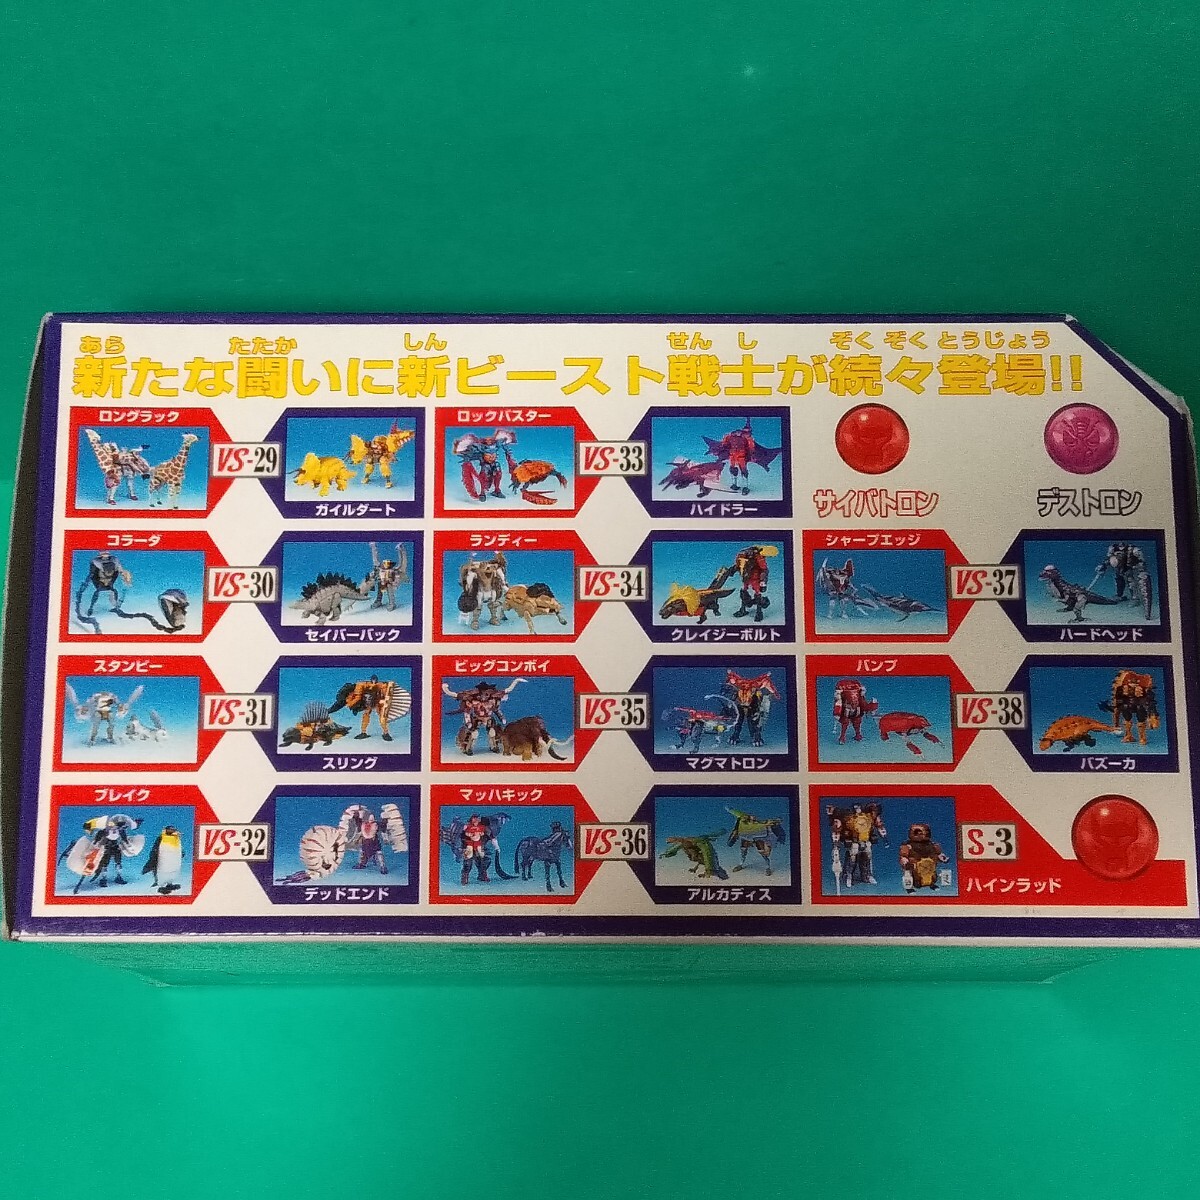 あら たたか しん せん し ぞく ぞく とうじょう
新たな闘いに新ビースト戦士が続々登場!!
ロングラック
VS-29
ガイルダート
ロックバスター
VS-33
ハイドラー
サイバトロン
デストロン
コラーダ
VS-30
セイバーバック
ランディー
VS-34
クレイジーボルト
シャープエッジ
VS-37
ハードヘッド
スタンピー
VS-31
スリング
ビッグコンボイ
VS-35
マグマトロン
バンプ
VS-38
バズーカ
ブレイク
VS-32
デッドエンド
マッハキック
VS-36
アルカディス
S-3
ハインラッド